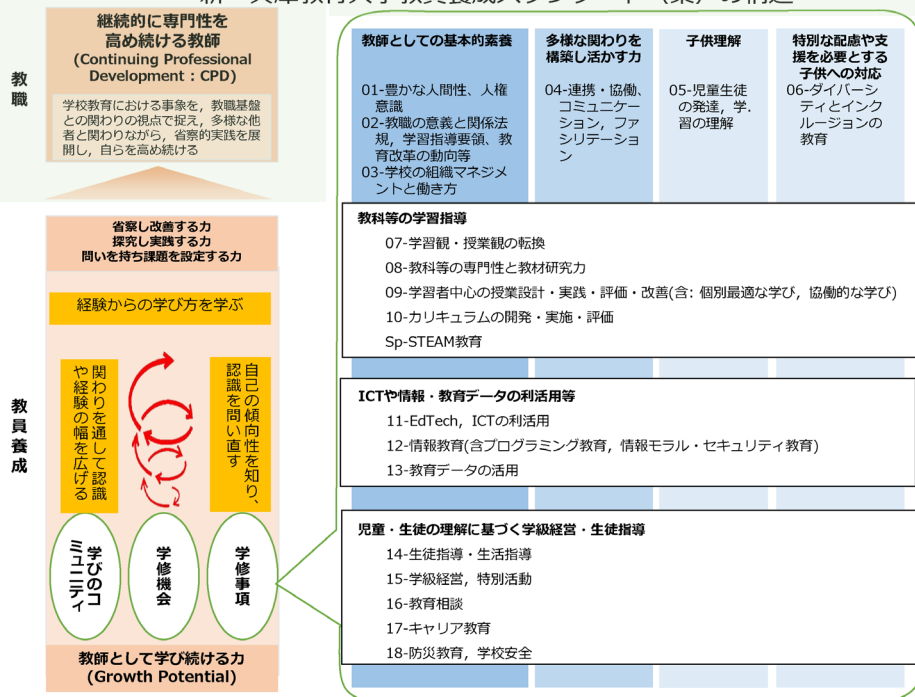 新・兵庫教育大学教員養成スタンダード（案）の構造
教職
継続的に専門性を
高め続ける教師
(Continuing Professional
Development：CPD)
学校教育における事象を，教職基盤
との関わりの視点で捉え，多様な他
者と関わりながら，省察的実践を展
開し，自らを高め続ける
教員養成
省察し改善する力
探究し実践する力
問いを持ち課題を設定する力
経験からの学び方を学ぶ
関わりを通して認識
や経験の幅を広げる
自己の傾向性を知り、
認識を問い直す
学びのコ
ミュニティ
学修機会
学修事項
教師として学び続ける力
(Growth Potential)
教師としての基本的素養
01-豊かな人間性、人権
意識
02-教職の意義と関係法
規，学習指導要領、教
育改革の動向等
03-学校の組織マネジメ
ントと働き方
多様な関わりを
構築し活かす力
04-連携・協働、
コミュニケー
ション，ファ
シリテーショ
ン
子供理解
05-児童生徒
の発達，学.
習の理解
特別な配慮や支
援を必要とする
子供への対応
06-ダイバーシ
ティとインク
ルージョンの
教育
教科等の学習指導
07-学習観・授業観の転換
08-教科等の専門性と教材研究力
09-学習者中心の授業設計・実践・評価・改善(含: 個別最適な学び，協働的な学び)
10-カリキュラムの開発・実施・評価
Sp-STEAM教育
ICTや情報・教育データの利活用等
11-EdTech，ICTの利活用
12-情報教育(含プログラミング教育，情報モラル・セキュリティ教育)
13-教育データの活用
児童・生徒の理解に基づく学級経営・生徒指導
14-生徒指導・生活指導
15-学級経営，特別活動
16-教育相談
17-キャリア教育
18-防災教育，学校安全